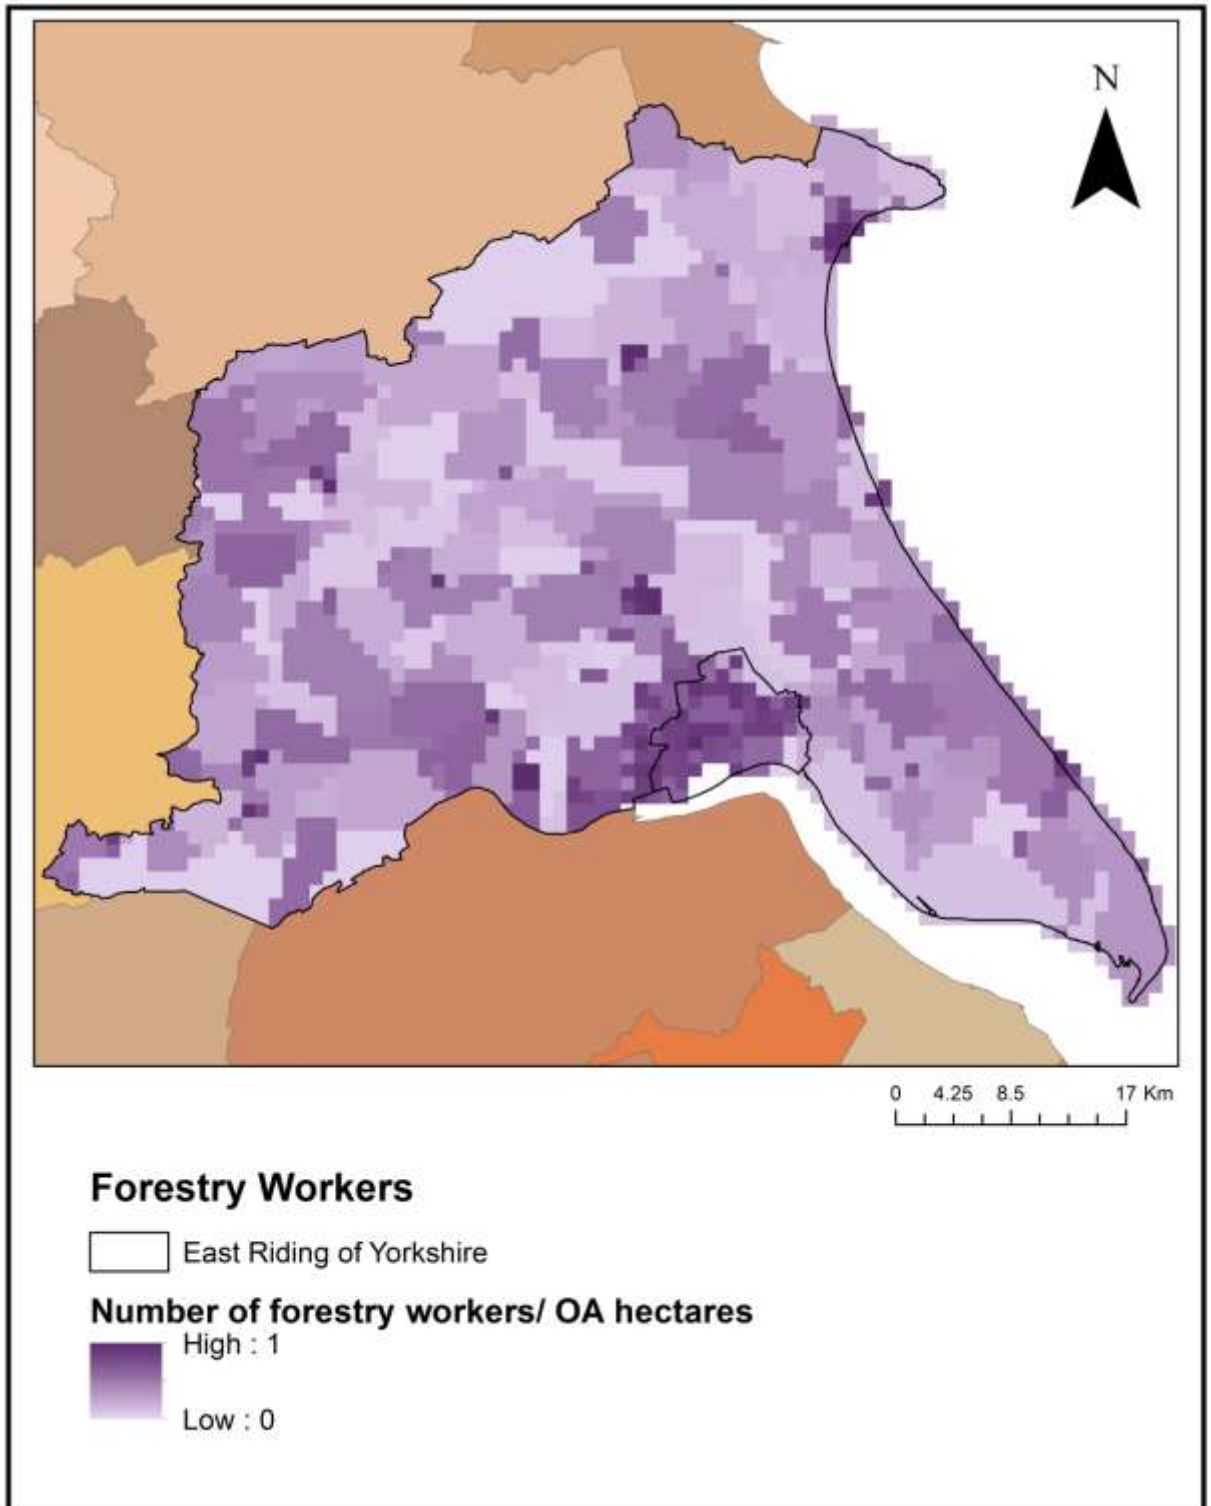 N
0 4.25 8.5 17 Km
Forestry Workers
East Riding of Yorkshire
Number of forestry workers/ OA hectares
High : 1
Low : 0